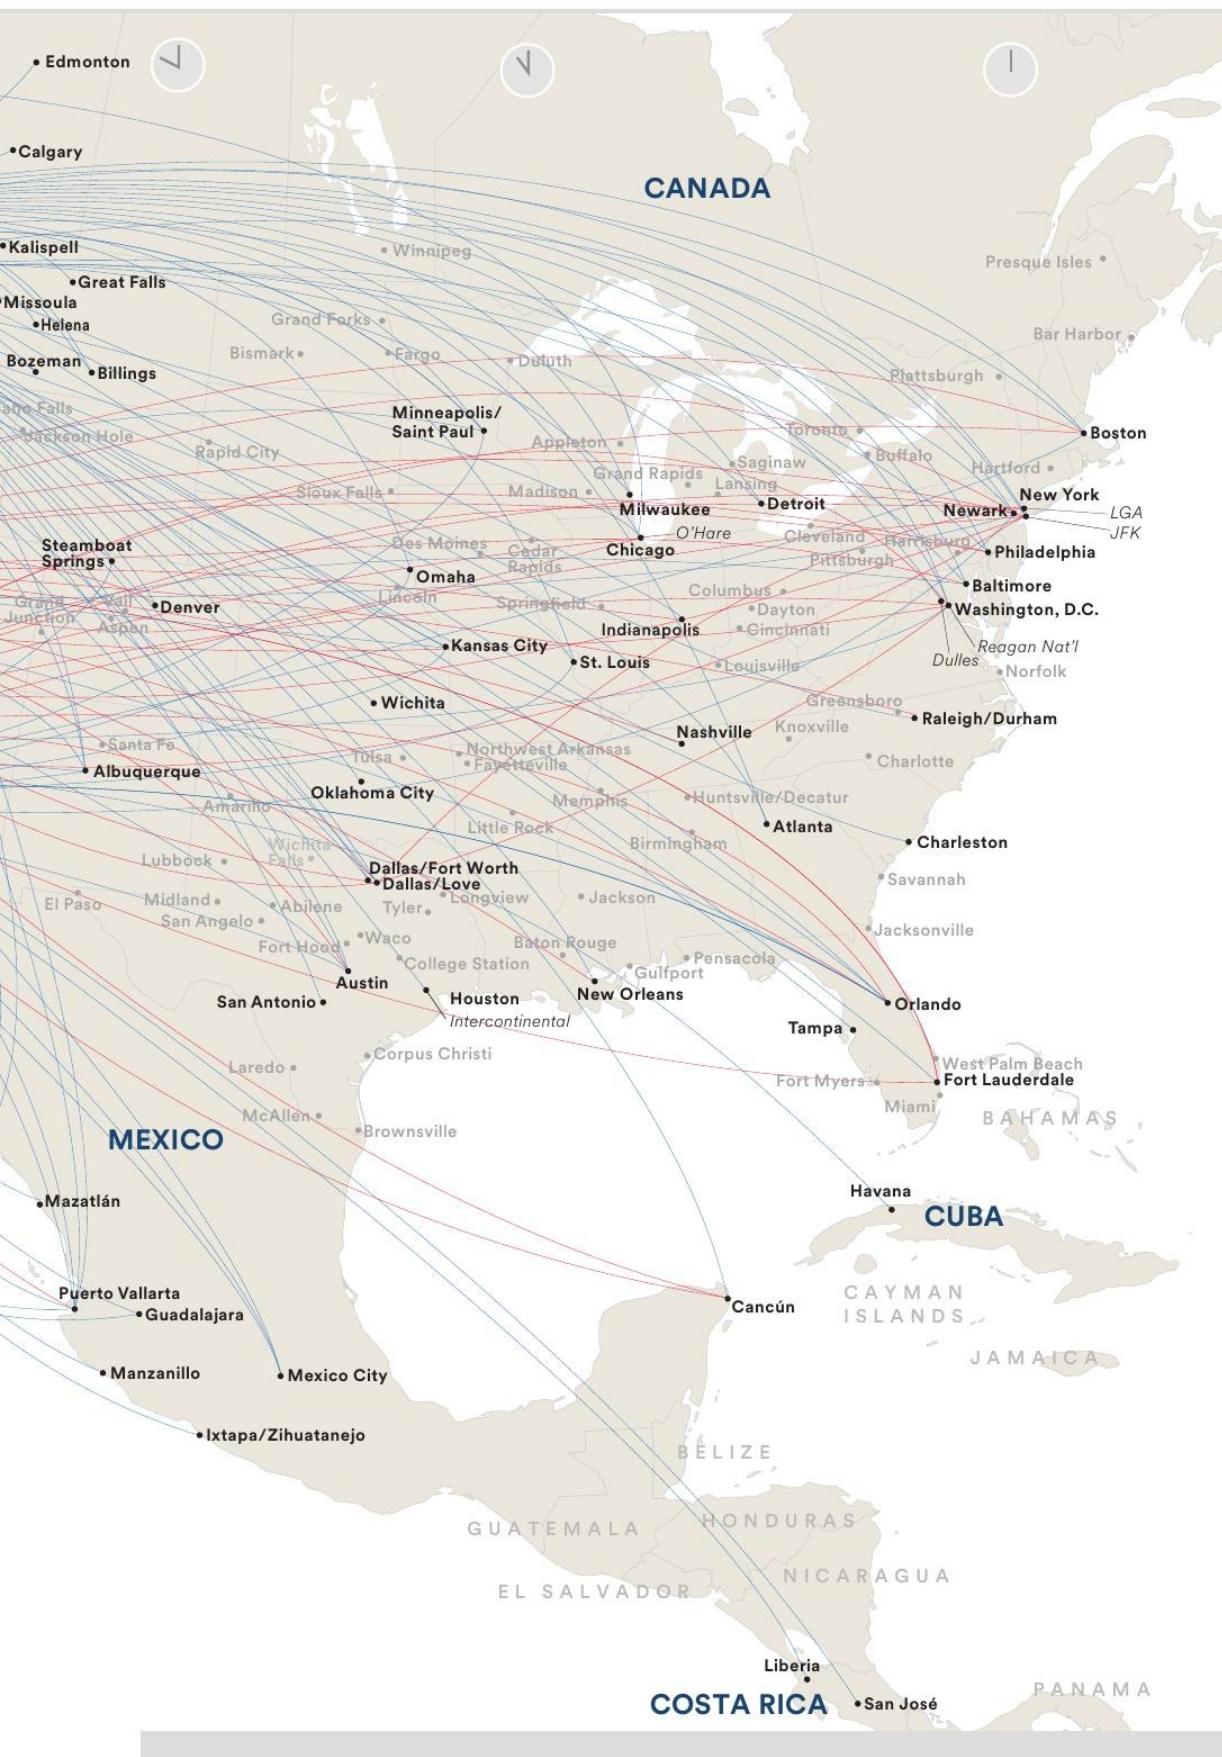 Edmonton
Calgary
CANADA
Kalispell
Winnipeg
Presque Isles
Great Falls
Missoula
Helena
Grand Forks
Bar Harbor
Bismark
Fargo
Duluth
Bozeman
Billings
Plattsburgh
aho Falls
Jackson Hole
Rapid City
Minneapolis/
Saint Paul
Appleton
Toronto
Boston
Buffalo
Saginaw
Hartford
Grand Rapids
Lansing
Sioux Falls
Madison
Milwaukee
Detroit
New York
Newark
LGA
JFK
O'Hare
Chicago
Cleveland
Harrisburg
Pittsburgh
Philadelphia
Steamboat
Springs
Des Moines
Cedar
Rapids
Omaha
Lincoln
Columbus
Baltimore
Grand
Junction
Vail
Aspen
Denver
Springfield
Dayton
Washington, D.C.
Indianapolis
Cincinnati
Reagan Nat'l
Dulles
Kansas City
St. Louis
Louisville
Norfolk
Wichita
Greensboro
Raleigh/Durham
Nashville
Knoxville
Santa Fe
Tulsa
Northwest Arkansas
Fayetteville
Charlotte
Albuquerque
Oklahoma City
Amarillo
Memphis
Huntsville/Decatur
Little Rock
Atlanta
Birmingham
Charleston
Wichita
Falls
Lubbock
Dallas/Fort Worth
Dallas/Love
Savannah
El Paso
Midland
Abilene
Tyler
Longview
Jackson
San Angelo
Jacksonville
Fort Hood
Waco
Baton Rouge
College Station
Pensacola
Gulfport
Austin
New Orleans
San Antonio
Houston
Intercontinental
Orlando
Tampa
Corpus Christi
Laredo
West Palm Beach
Fort Myers
Fort Lauderdale
Miami
McAllen
BAHAMAS
Brownsville
MEXICO
Mazatlán
Havana
CUBA
Puerto Vallarta
Guadalajara
CAYMAN
ISLANDS
Cancún
JAMAICA
Manzanillo
Mexico City
Ixtapa/Zihuatanejo
BELIZE
GUATEMALA
HONDURAS
NICARAGUA
EL SALVADOR
Liberia
COSTA RICA
San José
PANAMA